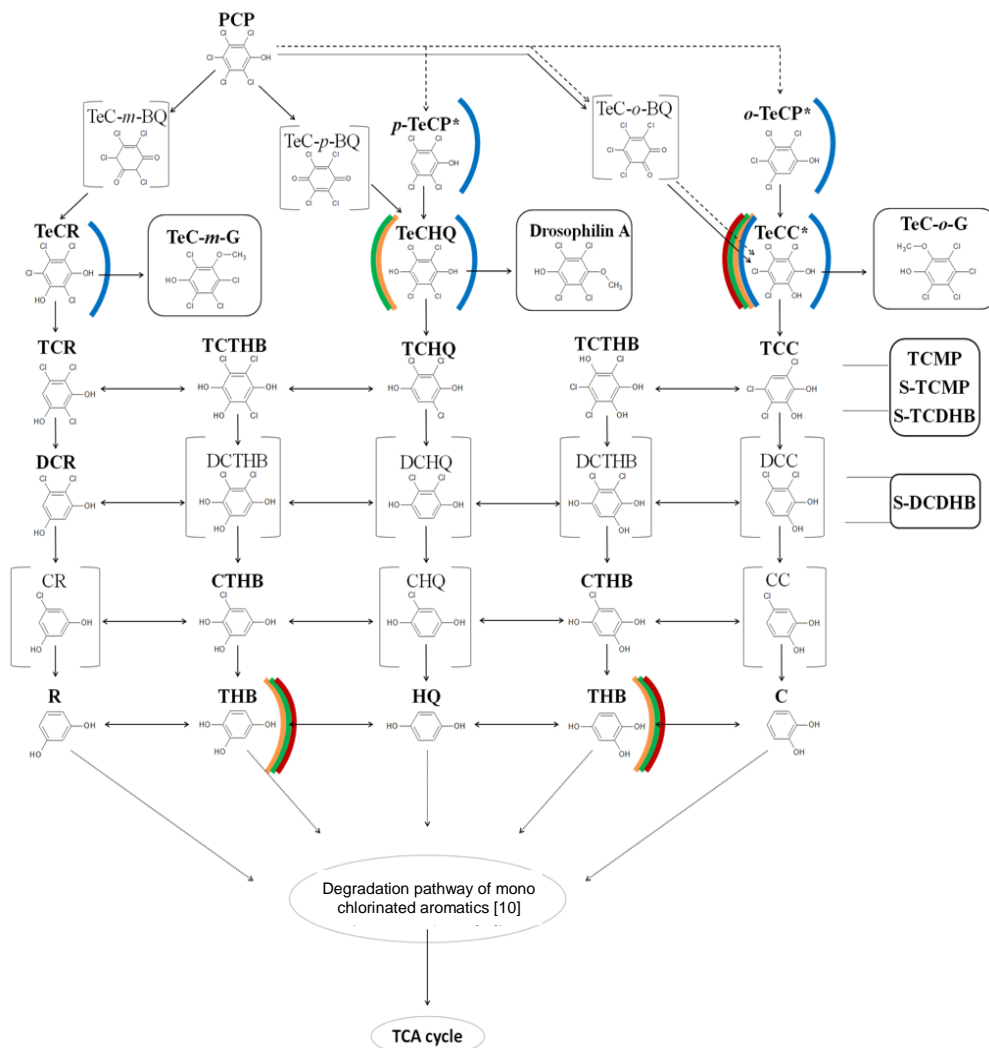 PCP
TeC-m-BQ
TeC-p-BQ
p-TeCP*
TeC-o-BQ
o-TeCP*
TeCR
TeC-m-G
TeCHQ
Drosophilin A
TeCC*
TeC-o-G
TCR
TCTHB
TCHQ
TCTHB
TCC
TCMP
S-TCMP
S-TCDHB
DCR
DCTHB
DCHQ
DCTHB
DCC
S-DCDHB
CR
CTHB
CHQ
CTHB
CC
R
THB
HQ
THB
C
Degradation pathway of mono
chlorinated aromatics [10]
TCA cycle